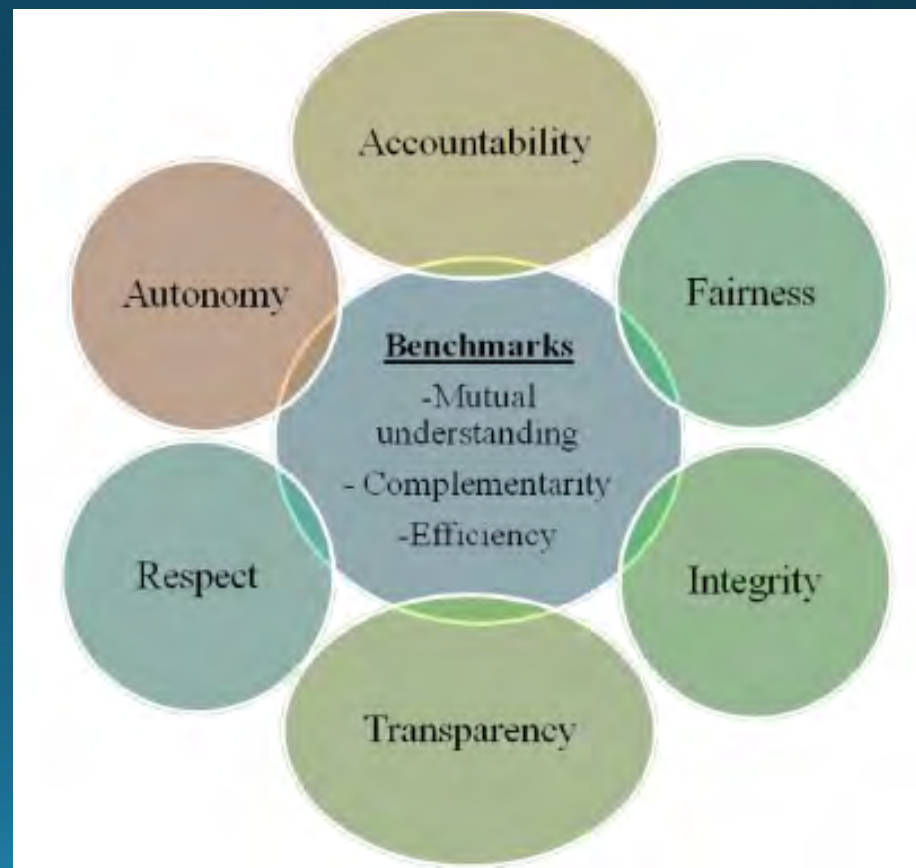 Accountability
Autonomy
Fairness
Benchmarks
-Mutual
understanding
- Complementarity
-Efficiency
Respect
Integrity
Transparency